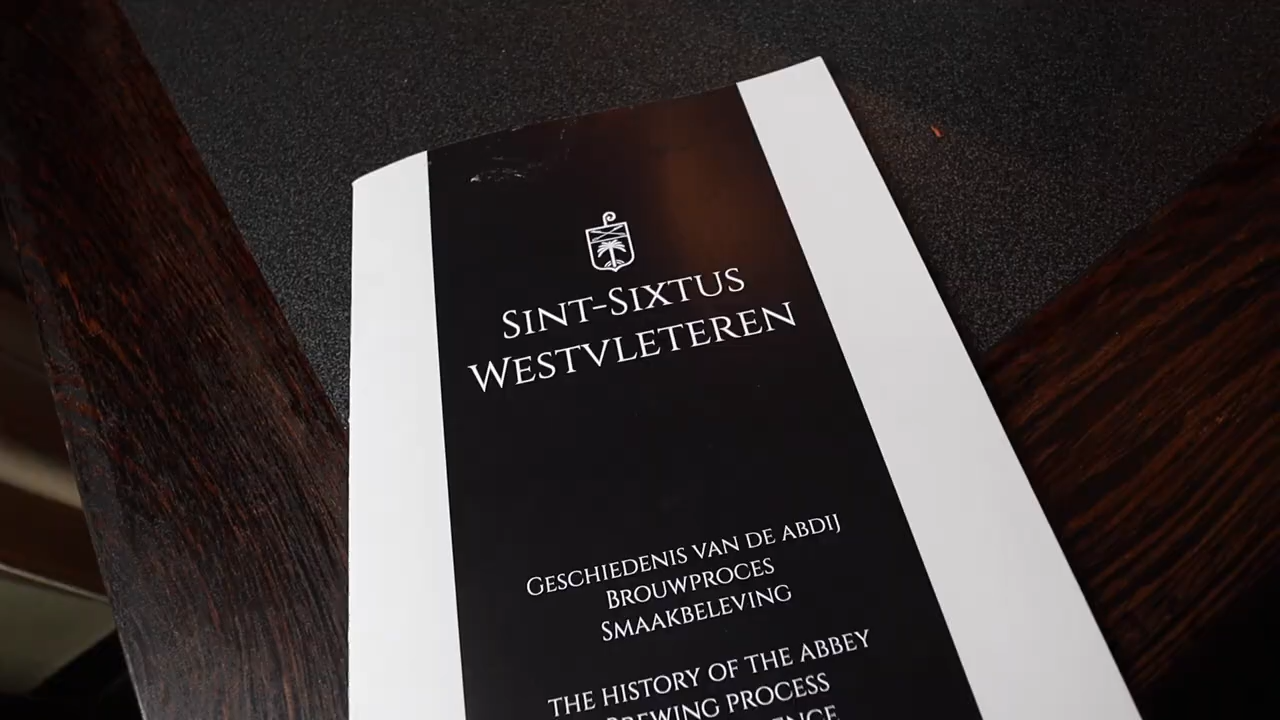 Sint-Sixtus
Westvleteren
Geschiedenis van de abdij
Brouwproces
Smaakbeleving
The history of the abbey
Brewing process